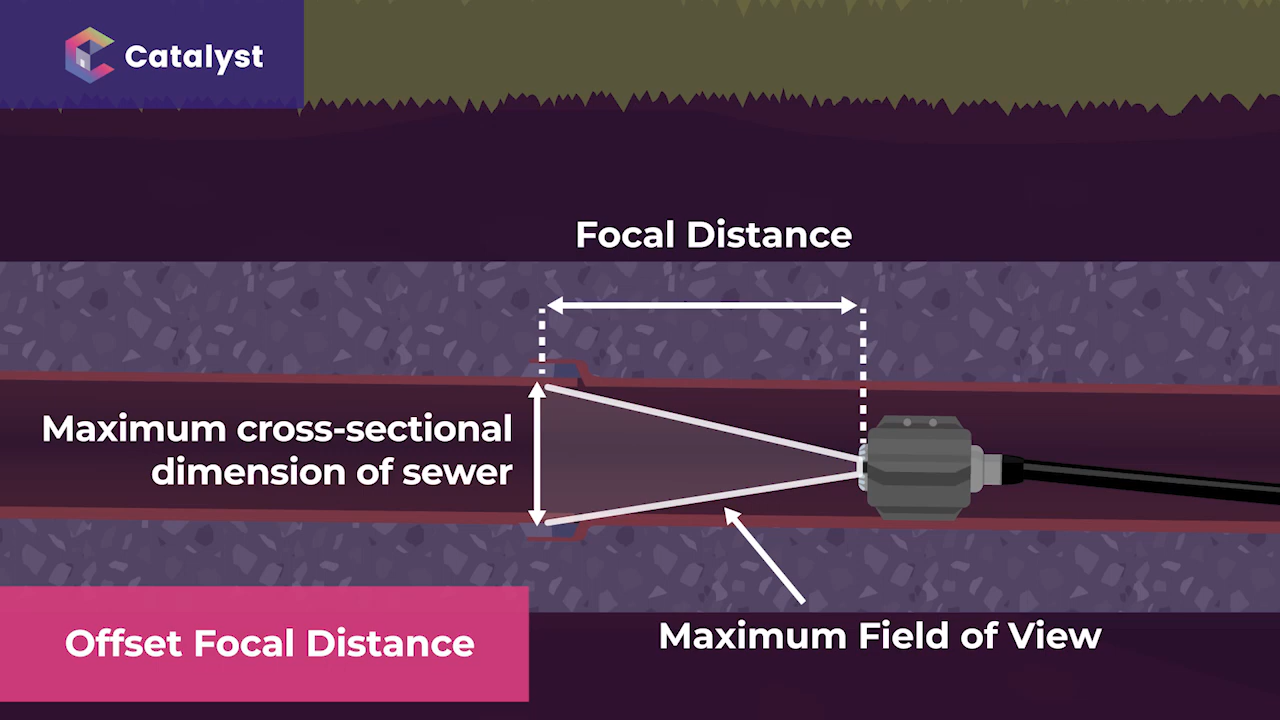 Catalyst
Focal Distance
Maximum cross-sectional
dimension of sewer
Offset Focal Distance
Maximum Field of View